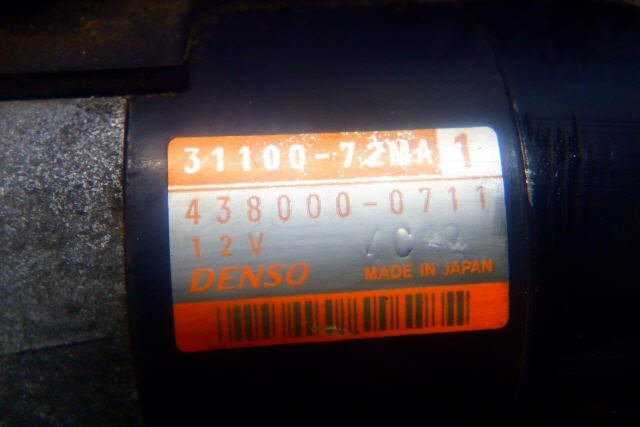 31100-72MA 1
438000-0711
12V
DENSO MADE IN JAPAN